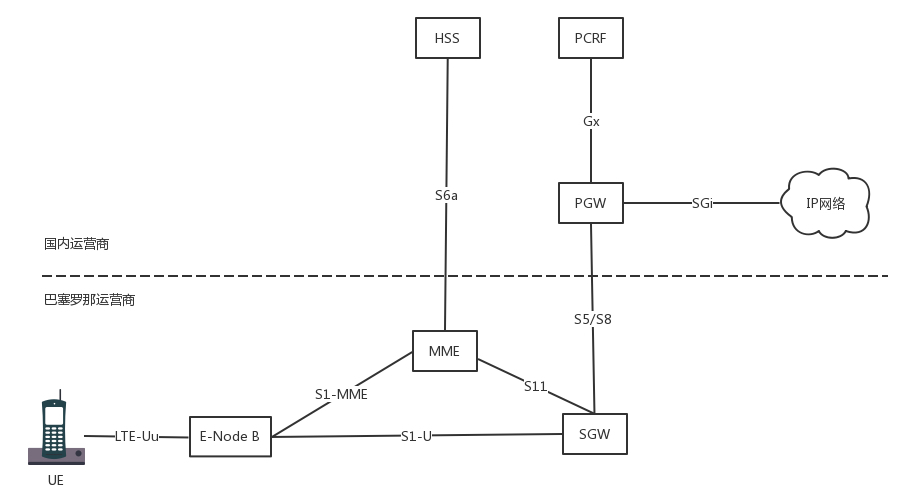 HSS
PCRF
Gx
S6a
PGW
SGi
IP网络
国内运营商
巴塞罗那运营商
S5/S8
MME
S11
S1-MME
LTE-Uu
E-Node B
S1-U
SGW
UE